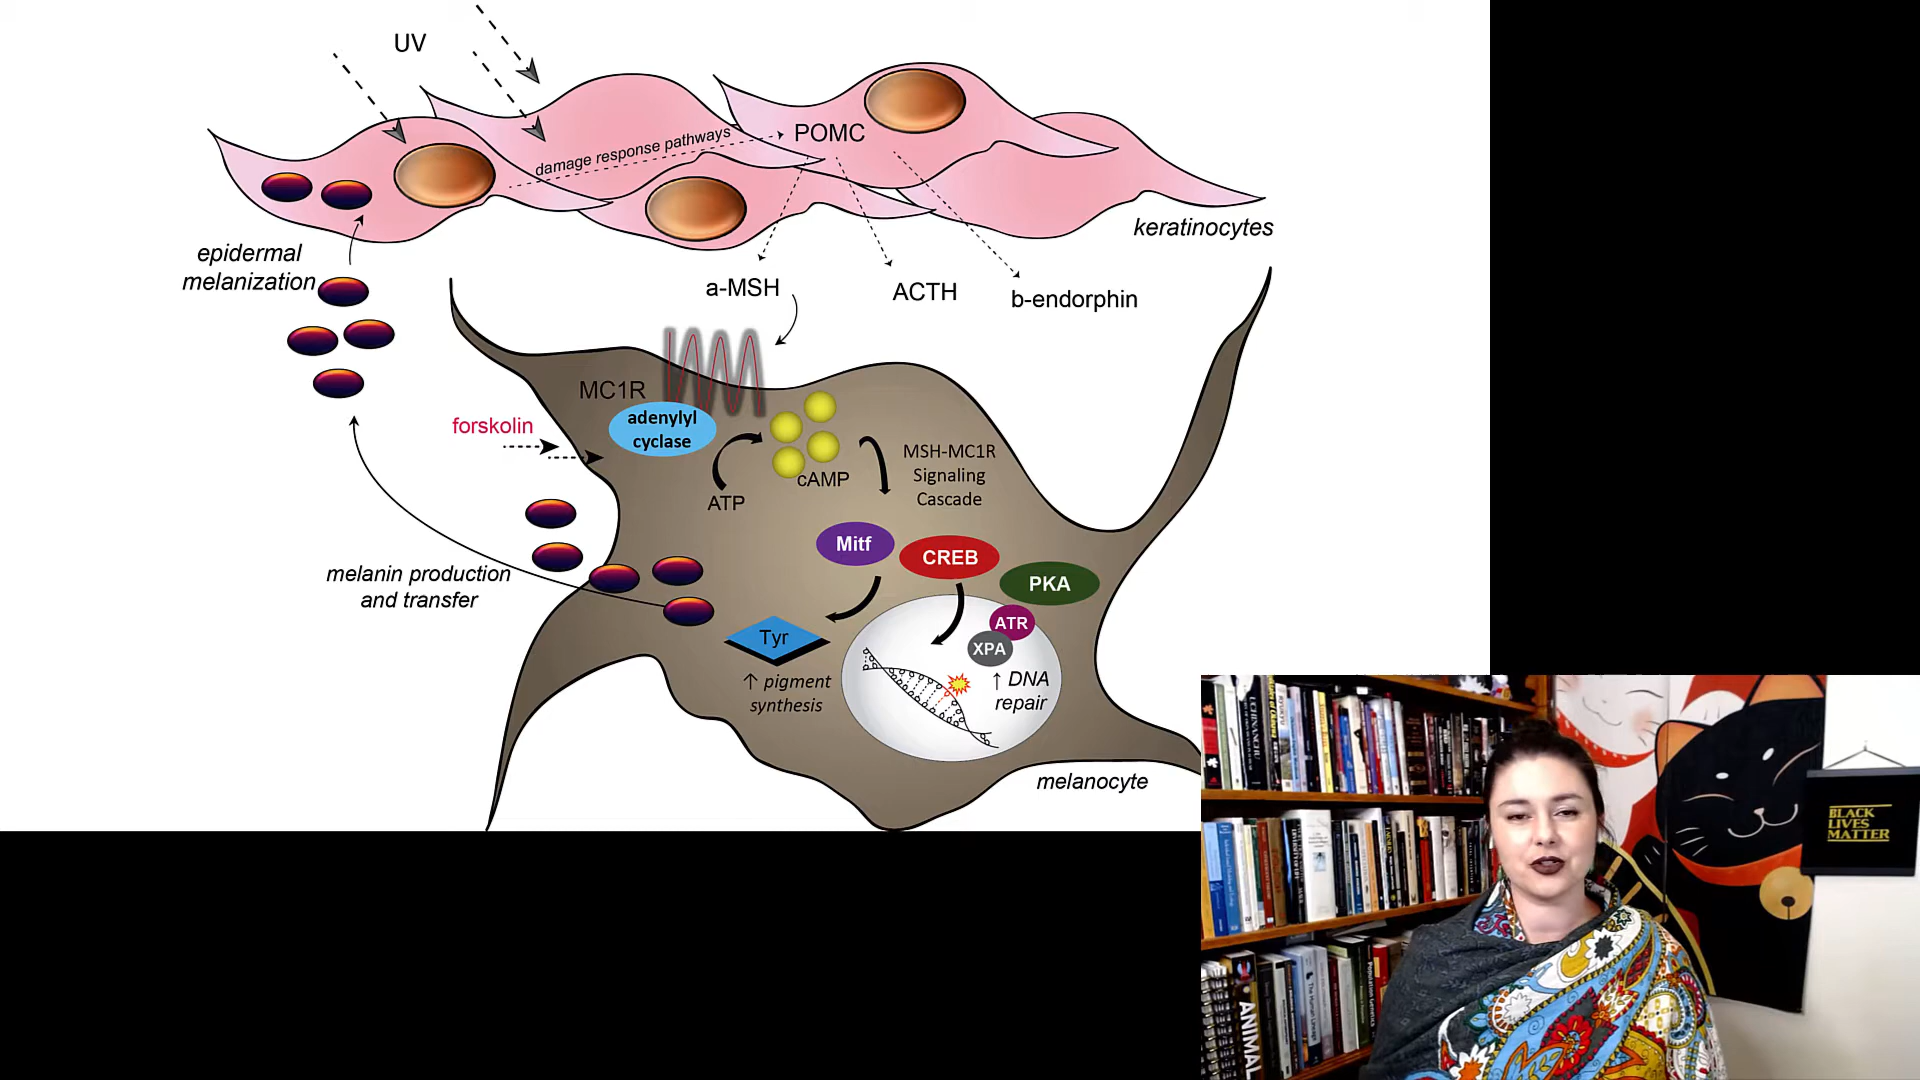 UV
damage response pathways
POMC
keratinocytes
epidermal
melanization
a-MSH
ACTH
b-endorphin
MC1R
adenylyl
cyclase
forskolin
ATP
cAMP
MSH-MC1R
Signaling
Cascade
Mitf
CREB
PKA
ATR
XPA
melanin production
and transfer
Tyr
↑ pigment
synthesis
↑ DNA
repair
melanocyte
BLACK
LIVES
MATTER
ANIMAL